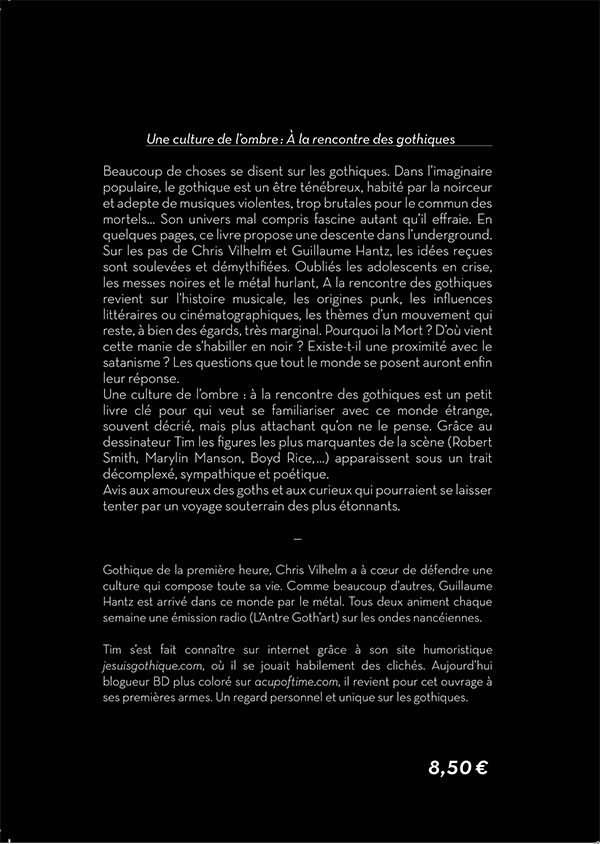 Une culture de l'ombre : À la rencontre des gothiques
Beaucoup de choses se disent sur les gothiques. Dans l'imaginaire
populaire, le gothique est un être ténébreux, habité par la noirceur
et adepte de musiques violentes, trop brutales pour le commun des
mortels... Son univers mal compris fascine autant qu'il effraie. En
quelques pages, ce livre propose une descente dans l'underground.
Sur les pas de Chris Vilhelm et Guillaume Hantz, les idées reçues
sont soulevées et démythifiées. Oubliés les adolescents en crise,
les messes noires et le métal hurlant, A la rencontre des gothiques
revient sur l'histoire musicale, les origines punk, les influences
littéraires ou cinématographiques, les thèmes d'un mouvement qui
reste, à bien des égards, très marginal. Pourquoi la Mort ? D'où vient
cette manie de s'habiller en noir ? Existe-t-il une proximité avec le
satanisme ? Les questions que tout le monde se posent auront enfin
leur réponse.
Une culture de l'ombre : à la rencontre des gothiques est un petit
livre clé pour qui veut se familiariser avec ce monde étrange,
souvent décrié, mais plus attachant qu'on ne le pense. Grâce au
dessinateur Tim les figures les plus marquantes de la scène (Robert
Smith, Marylin Manson, Boyd Rice,...) apparaissent sous un trait
décomplexé, sympathique et poétique.
Avis aux amoureux des goths et aux curieux qui pourraient se laisser
tenter par un voyage souterrain des plus étonnants.
—
Gothique de la première heure, Chris Vilhelm a à cœur de défendre une
culture qui compose toute sa vie. Comme beaucoup d'autres, Guillaume
Hantz est arrivé dans ce monde par le métal. Tous deux animent chaque
semaine une émission radio (L'Antre Goth'art) sur les ondes nancéiennes.
Tim s'est fait connaître sur internet grâce à son site humoristique
jesuisgothique.com, où il se jouait habilement des clichés. Aujourd'hui
blogueur BD plus coloré sur acupoftime.com, il revient pour cet ouvrage à
ses premières armes. Un regard personnel et unique sur les gothiques.
8,50 €